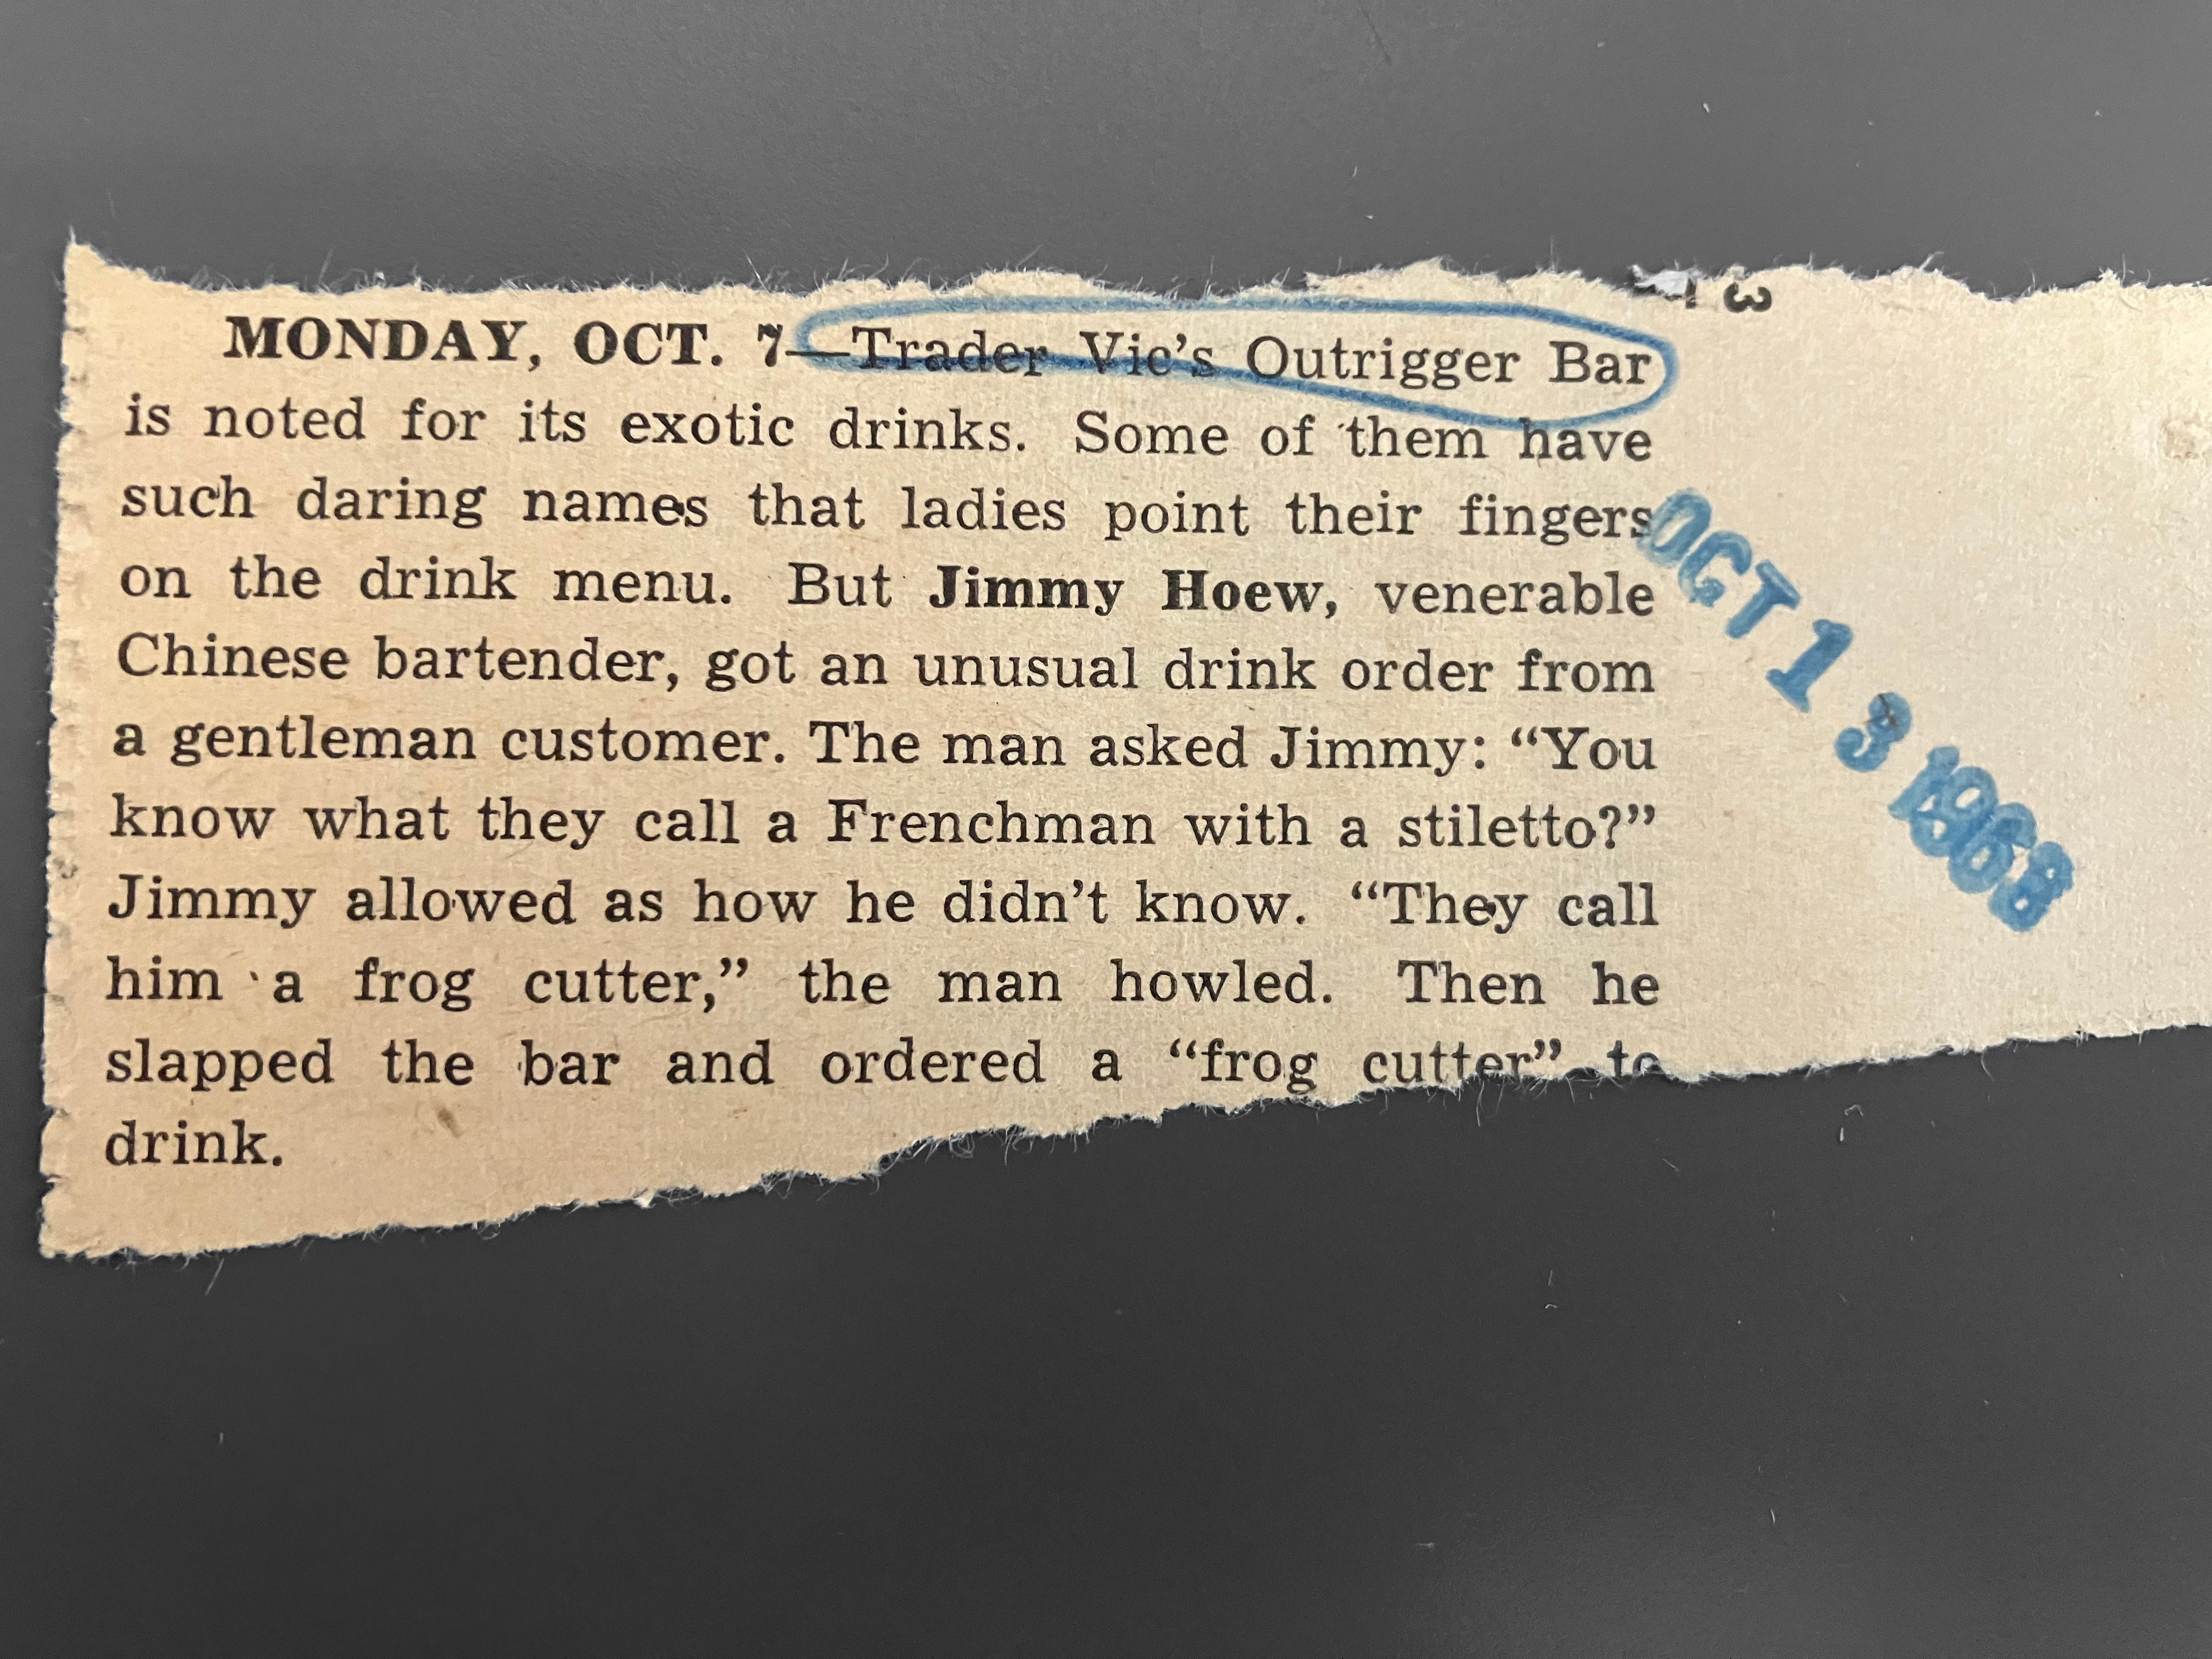 MONDAY, OCT. 7—Trader Vic's Outrigger Bar
is noted for its exotic drinks. Some of them have
such daring names that ladies point their fingers
on the drink menu. But Jimmy Hoew, venerable
Chinese bartender, got an unusual drink order from
a gentleman customer. The man asked Jimmy: “You
know what they call a Frenchman with a stiletto?”
Jimmy allowed as how he didn't know. “They call
him a frog cutter,” the man howled. Then he
slapped the bar and ordered a “frog cutter” to
drink.
OCT 13 1968
3